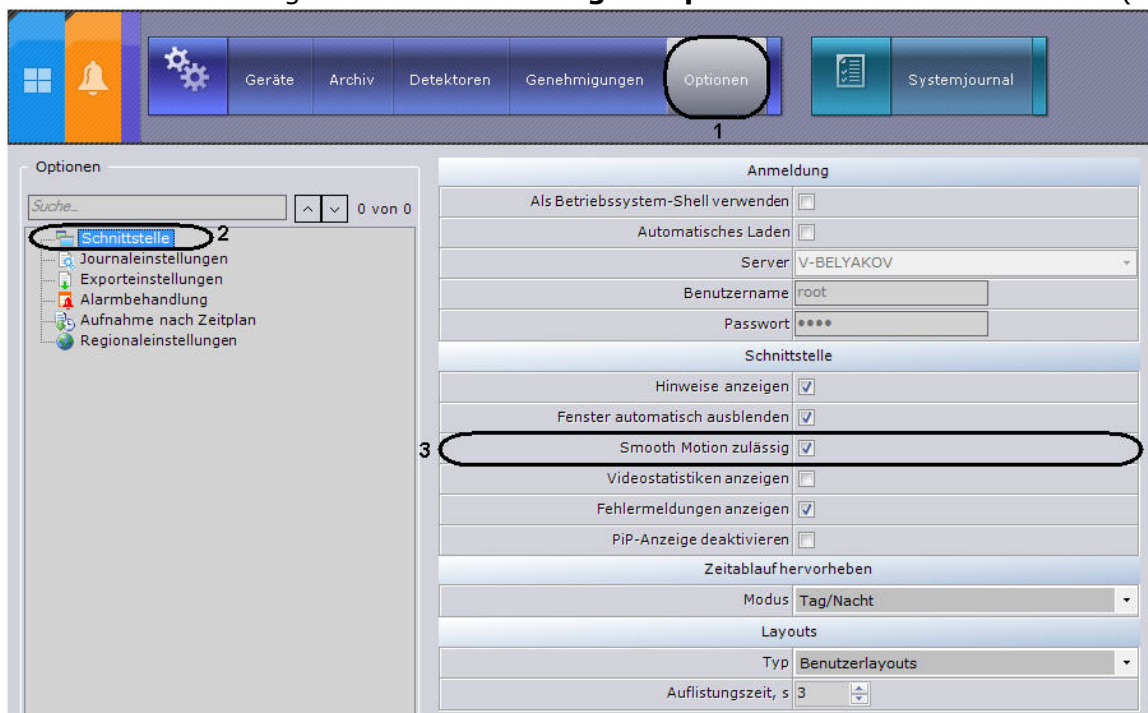 Geräte Archiv Detektoren Genehmigungen Optionen Systemjournal
1
Optionen
Suche... 0 von 0
Schnittstelle 2
Journaleinstellungen
Exporteinstellungen
Alarmbehandlung
Aufnahme nach Zeitplan
Regionaleinstellungen
Anmeldung
Als Betriebssystem-Shell verwenden
Automatisches Laden
Server V-BELYAKOV
Benutzername root
Passwort ••••
Schnittstelle
Hinweise anzeigen
Fenster automatisch ausblenden
3 Smooth Motion zulässig
Videostatistiken anzeigen
Fehlermeldungen anzeigen
PiP-Anzeige deaktivieren
Zeitablauf hervorheben
Modus Tag/Nacht
Layouts
Typ Benutzerlayouts
Auflistungszeit, s 3